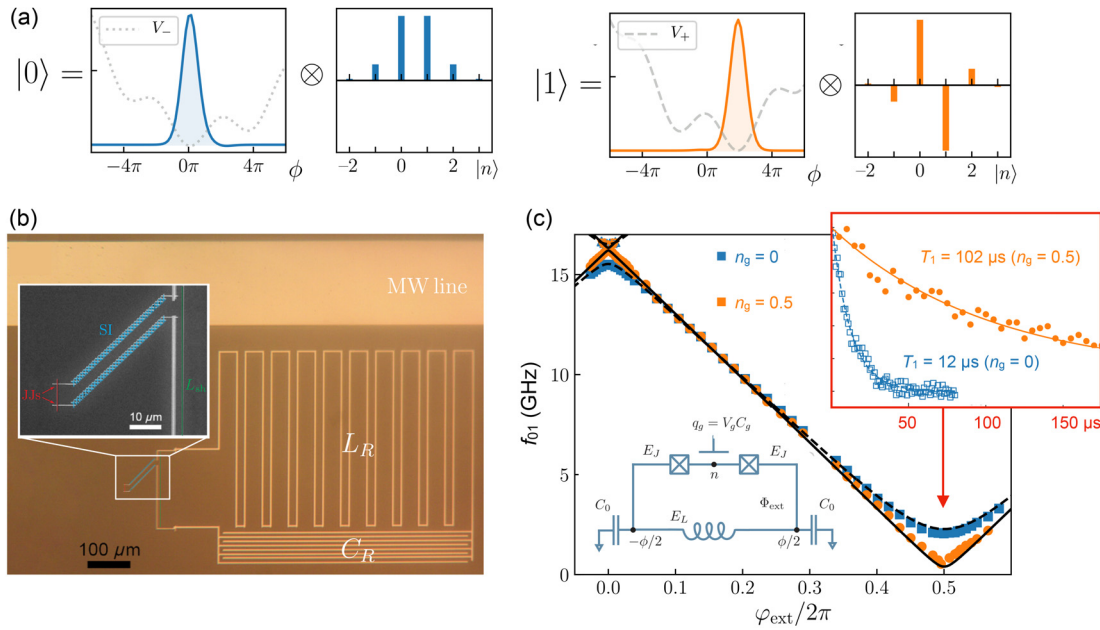 (a)
V₋
|0⟩ =
⊗
−4π 0π 4π ϕ
−2 0 2 |n⟩
V₊
|1⟩ =
⊗
−4π 0π 4π ϕ
−2 0 2 |n⟩
(b)
MW line
SI
JJs
10 µm
L_R
C_R
100 µm
(c)
f₀₁ (GHz)
15
10
5
0
n_g = 0
n_g = 0.5
T₁ = 102 µs (n_g = 0.5)
T₁ = 12 µs (n_g = 0)
50 100 150 µs
q_g = V_gC_g
E_J E_J
n
C₀ E_L Φ_ext C₀
−ϕ/2 ϕ/2
0.0 0.1 0.2 0.3 0.4 0.5
φ_ext/2π